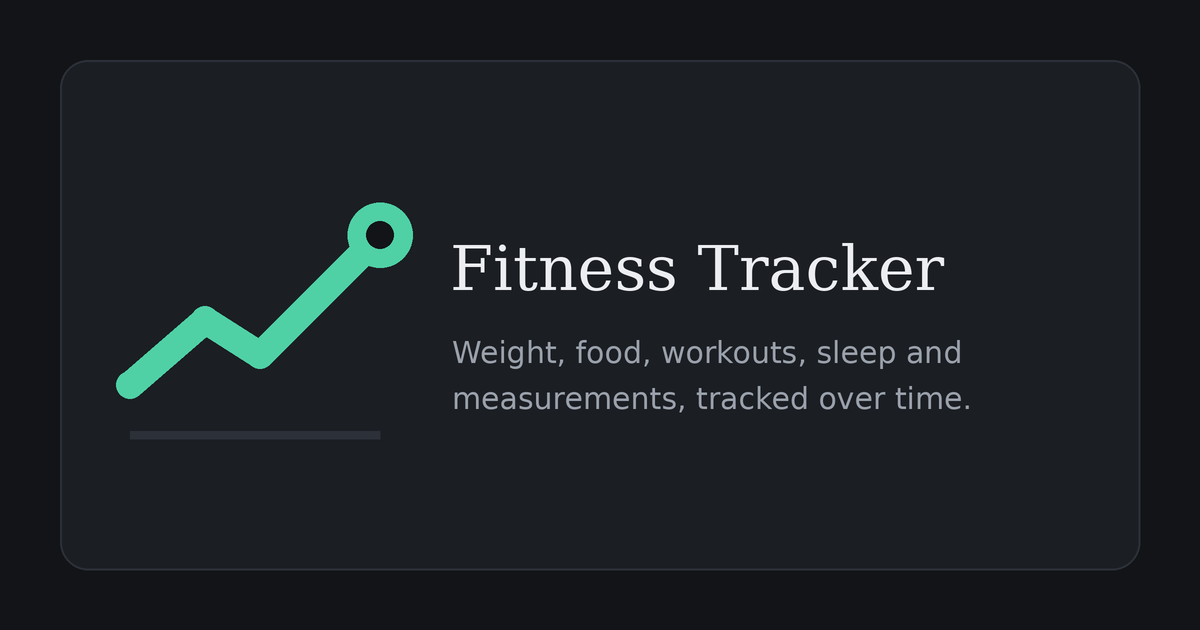 Fitness Tracker
Weight, food, workouts, sleep and
measurements, tracked over time.